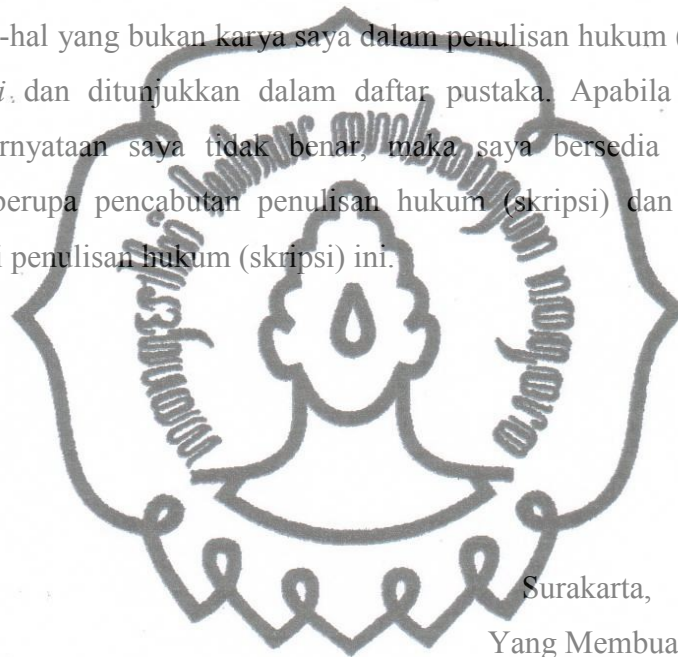 -hal yang bukan karya saya dalam penulisan hukum (
i dan ditunjukkan dalam daftar pustaka. Apabila
rnyataan saya tidak benar, maka saya bersedia
erupa pencabutan penulisan hukum (skripsi) dan
i penulisan hukum (skripsi) ini.
Surakarta,
Yang Membua